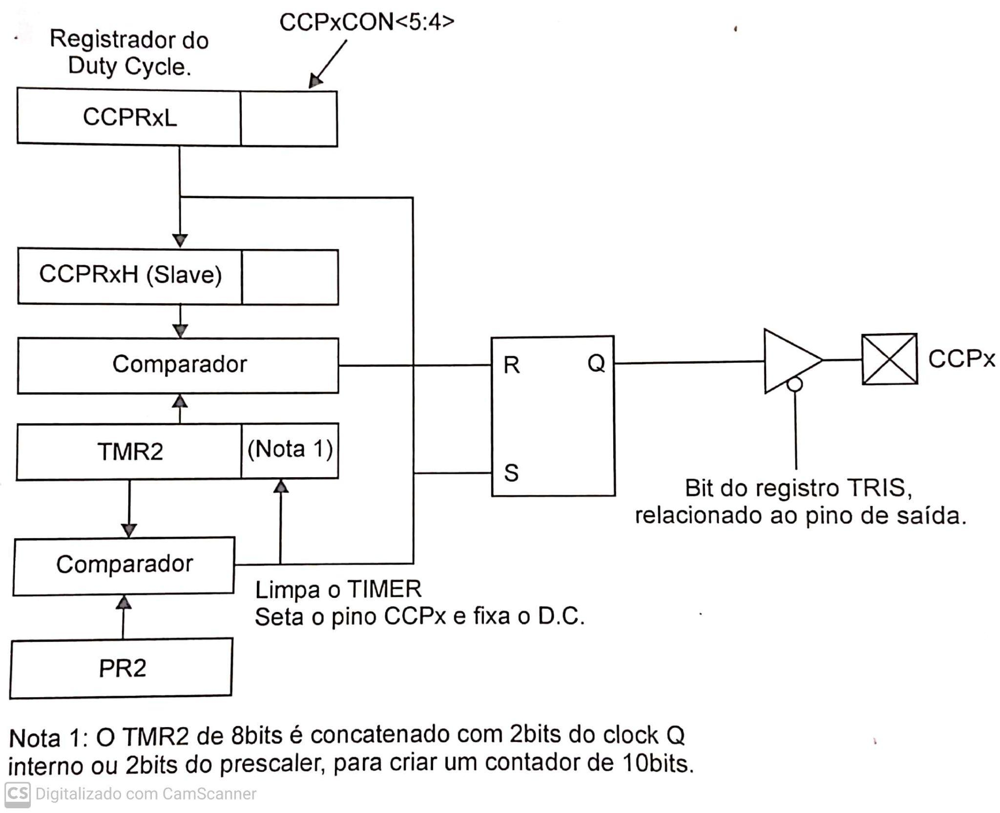 CCPxCON<5:4>
Registrador do
Duty Cycle.
CCPRxL
CCPRxH (Slave)
Comparador
R
Q
CCPx
TMR2
(Nota 1)
S
Bit do registro TRIS,
relacionado ao pino de saída.
Comparador
Limpa o TIMER
Seta o pino CCPx e fixa o D.C.
PR2
Nota 1: O TMR2 de 8bits é concatenado com 2bits do clock Q
interno ou 2bits do prescaler, para criar um contador de 10bits.
CS Digitalizado com CamScanner